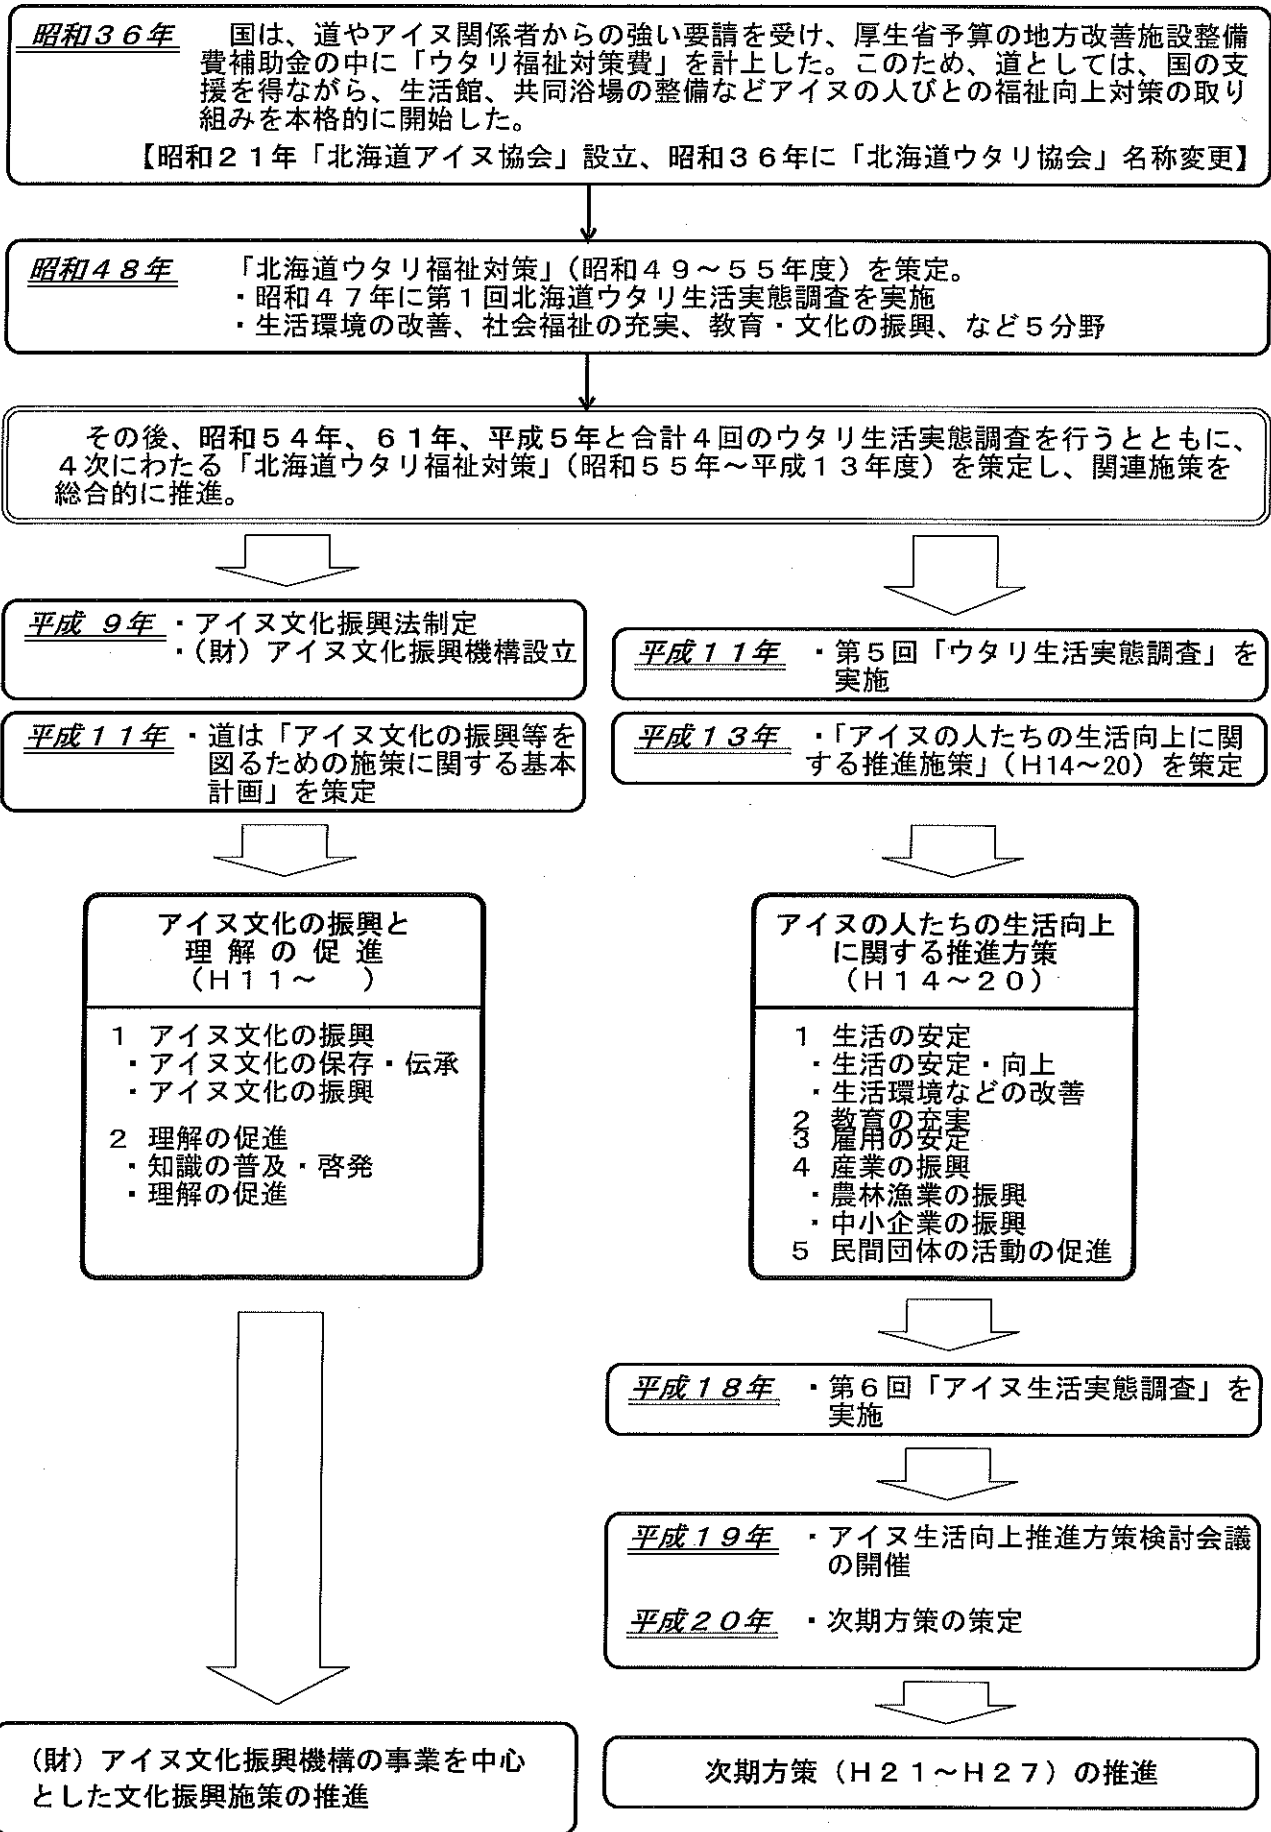 昭和36年　国は、道やアイヌ関係者からの強い要請を受け、厚生省予算の地方改善施設整備
費補助金の中に「ウタリ福祉対策費」を計上した。このため、道としては、国の支
援を得ながら、生活館、共同浴場の整備などアイヌの人びとの福祉向上対策の取り
組みを本格的に開始した。
【昭和21年「北海道アイヌ協会」設立、昭和36年に「北海道ウタリ協会」名称変更】
昭和48年　「北海道ウタリ福祉対策」(昭和49~55年度)を策定。
・昭和47年に第1回北海道ウタリ生活実態調査を実施
・生活環境の改善、社会福祉の充実、教育・文化の振興、など5分野
その後、昭和54年、61年、平成5年と合計4回のウタリ生活実態調査を行うとともに、
4次にわたる「北海道ウタリ福祉対策」(昭和55年~平成13年度)を策定し、関連施策を
総合的に推進。
平成 9年・アイヌ文化振興法制定
・(財)アイヌ文化振興機構設立
平成11年・道は「アイヌ文化の振興等を
図るための施策に関する基本
計画」を策定
アイヌ文化の振興と
理解の促進
(H11~　)
1 アイヌ文化の振興
・アイヌ文化の保存・伝承
・アイヌ文化の振興
2 理解の促進
・知識の普及・啓発
・理解の促進
(財)アイヌ文化振興機構の事業を中心
とした文化振興施策の推進
平成11年 ・第5回「ウタリ生活実態調査」を
実施
平成13年 ・「アイヌの人たちの生活向上に関
する推進施策」(H14~20)を策定
アイヌの人たちの生活向上
に関する推進方策
(H14~20)
1 生活の安定
・生活の安定・向上
・生活環境などの改善
2 教育の充実
3 雇用の安定
4 産業の振興
・農林漁業の振興
・中小企業の振興
5 民間団体の活動の促進
平成18年 ・第6回「アイヌ生活実態調査」を
実施
平成19年 ・アイヌ生活向上推進方策検討会議
の開催
平成20年 ・次期方策の策定
次期方策(H21~H27)の推進